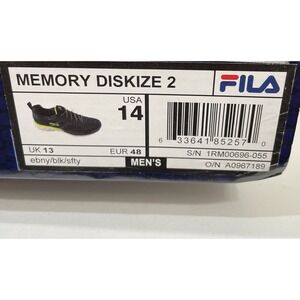 MEMORY DISKIZE 2
FILA
USA
14
UK 13
EUR 48
ebny/blk/sfty
MEN'S
6 33641 85257 0
S/N 1RM00696-055
O/N A0967189